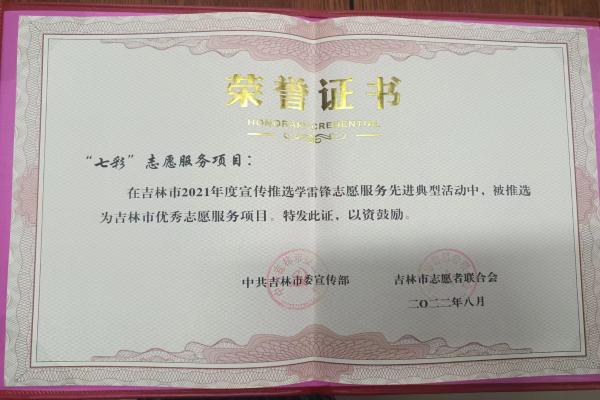 荣誉证书
HONORARY CREDENTIAL
“七彩”志愿服务项目：
在吉林市2021年度宣传推选学雷锋志愿服务先进典型活动中，被推选
为吉林市优秀志愿服务项目。特发此证，以资鼓励。
中共吉林市委宣传部 吉林市志愿者联合会
二〇二二年八月